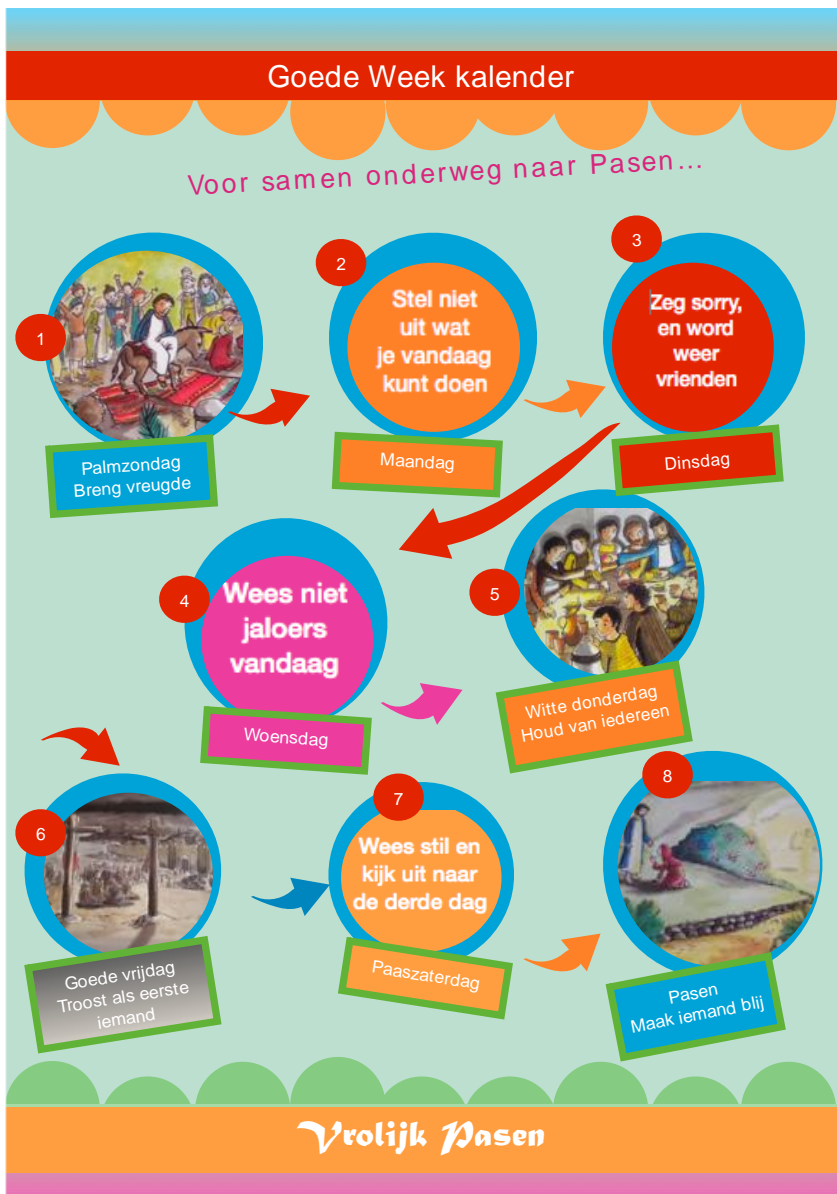 Goede Week kalender
Voor samen onderweg naar Pasen...
1
Palmzondag
Breng vreugde
2
Stel niet
uit wat
je vandaag
kunt doen
Maandag
3
Zeg sorry,
en word
weer
vrienden
Dinsdag
4
Wees niet
jaloers
vandaag
Woensdag
5
Witte donderdag
Houd van iedereen
6
Goede vrijdag
Troost als eerste
iemand
7
Wees stil en
kijk uit naar
de derde dag
Paaszaterdag
8
Pasen
Maak iemand blij
Vrolijk Pasen